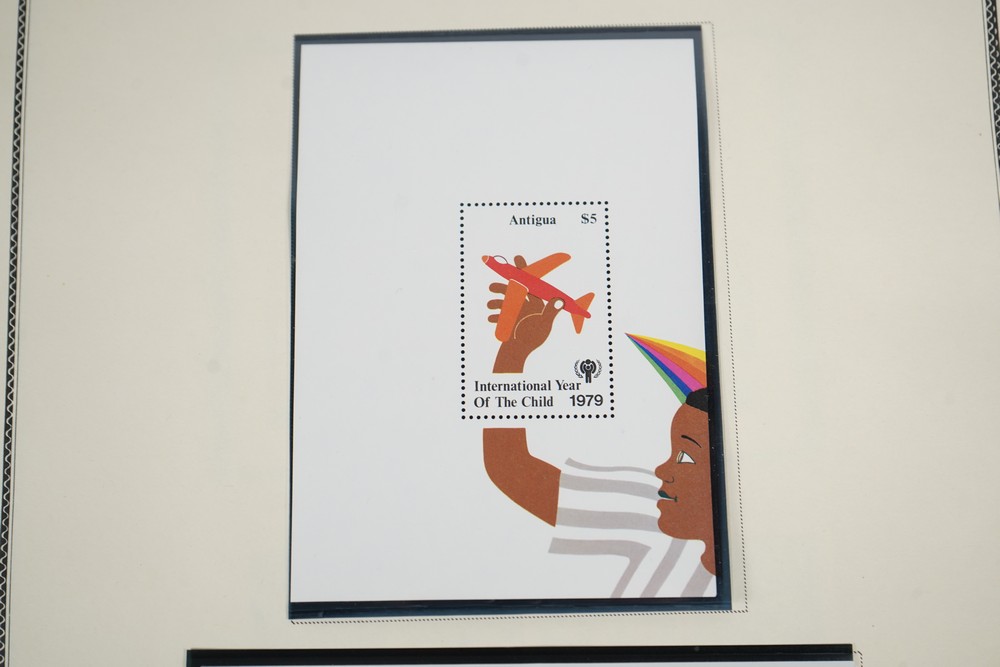 Antigua $5
International Year
Of The Child 1979